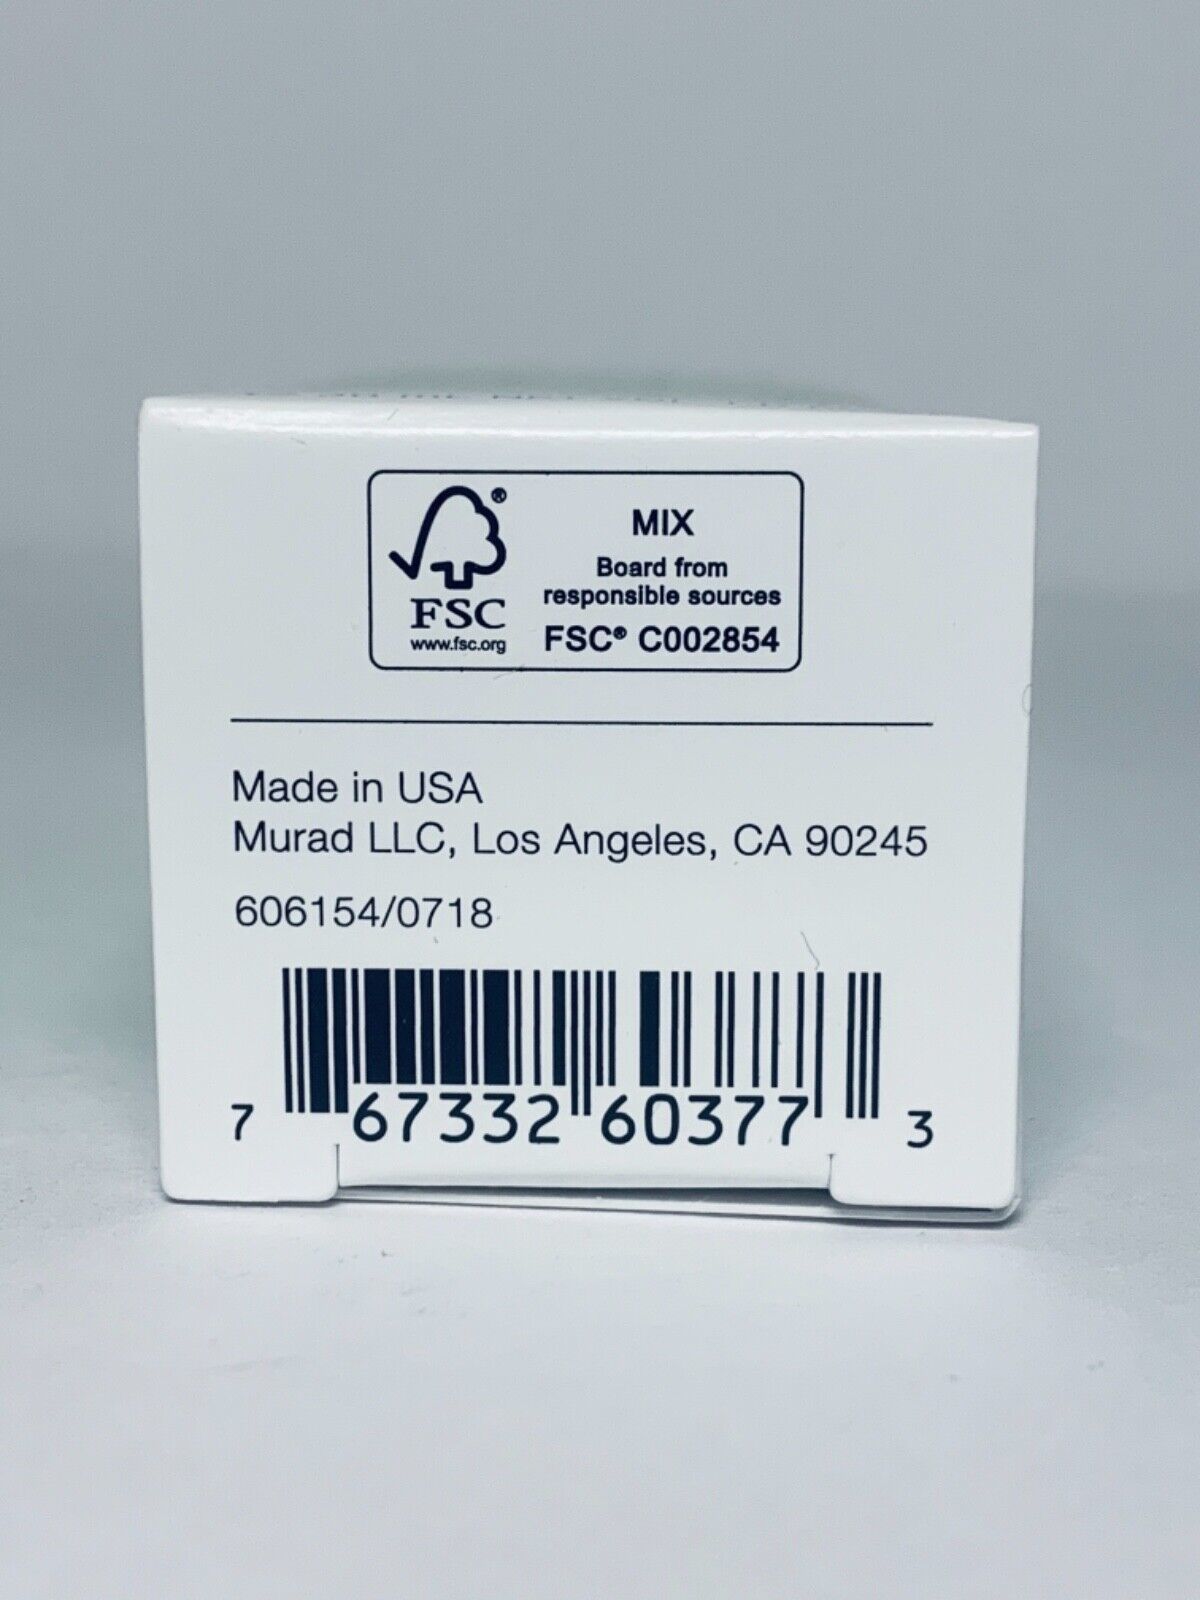 MIX
Board from
responsible sources
FSC® C002854
®
FSC
www.fsc.org
Made in USA
Murad LLC, Los Angeles, CA 90245
606154/0718
7 67332 60377 3